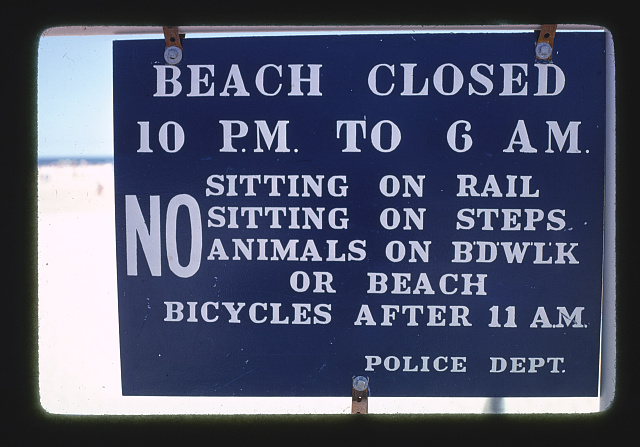 BEACH CLOSED
10 P.M. TO 6 A.M.
NO
SITTING ON RAIL
SITTING ON STEPS
ANIMALS ON BDWLK
OR BEACH
BICYCLES AFTER 11 A.M.
POLICE DEPT.